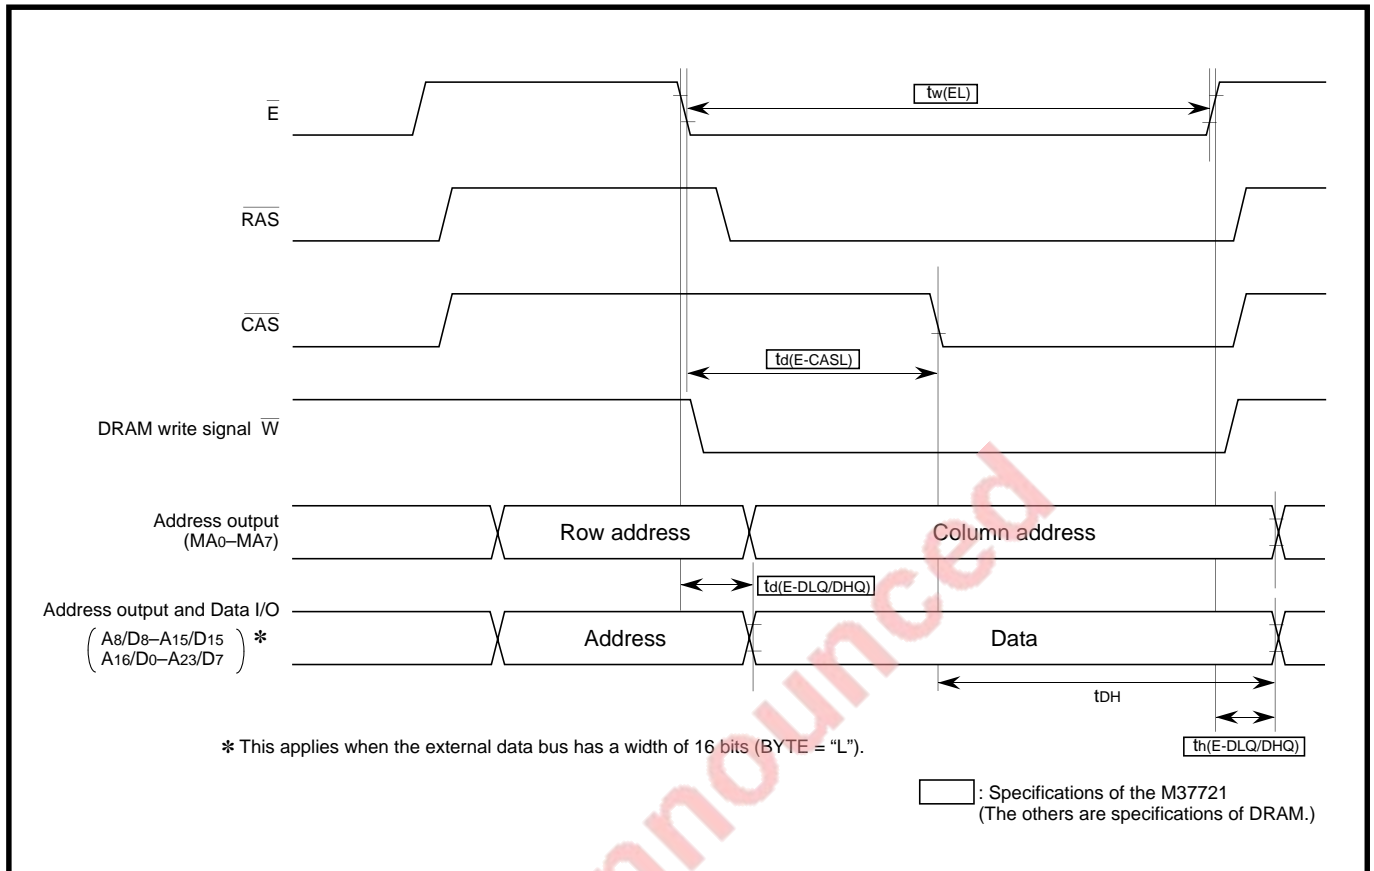 E
tw(EL)
RAS
CAS
td(E-CASL)
DRAM write signal W
Address output
(MA0–MA7)
Row address
Column address
td(E-DLQ/DHQ)
Address output and Data I/O
A8/D8–A15/D15
A16/D0–A23/D7
✻
Address
Data
tDH
✻ This applies when the external data bus has a width of 16 bits (BYTE = “L”).
th(E-DLQ/DHQ)
: Specifications of the M37721
(The others are specifications of DRAM.)
nnounced